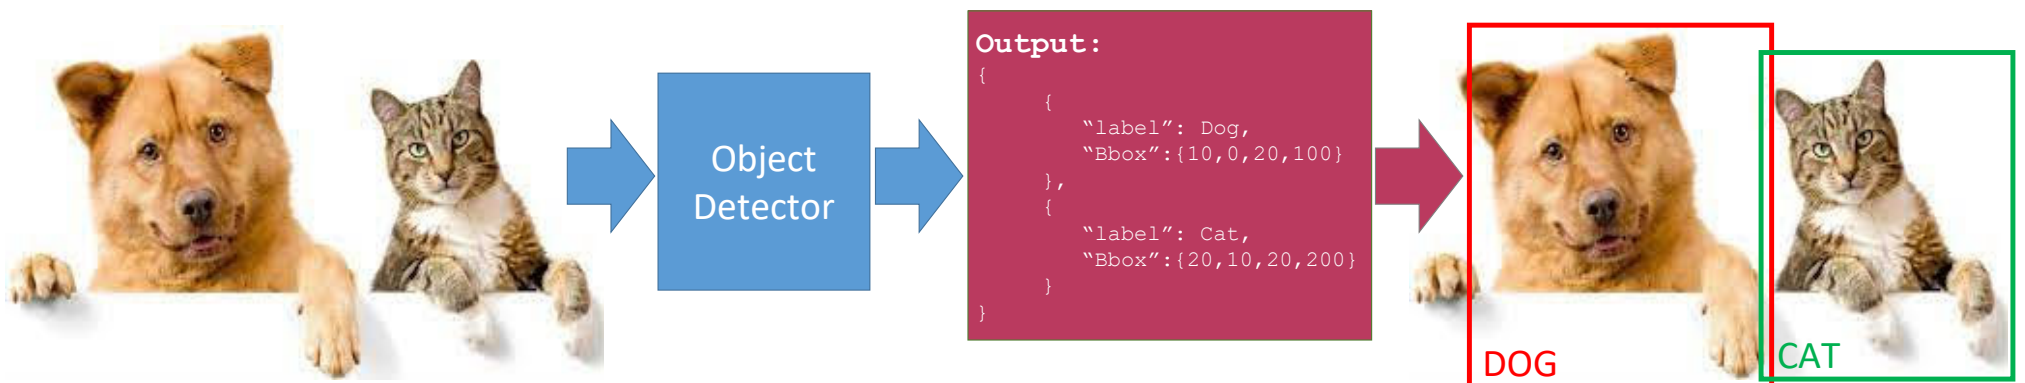 Object
Detector
Output:
{
{
“label”: Dog,
“Bbox”:{10,0,20,100}
},
{
“label”: Cat,
“Bbox”:{20,10,20,200}
}
}
DOG
CAT